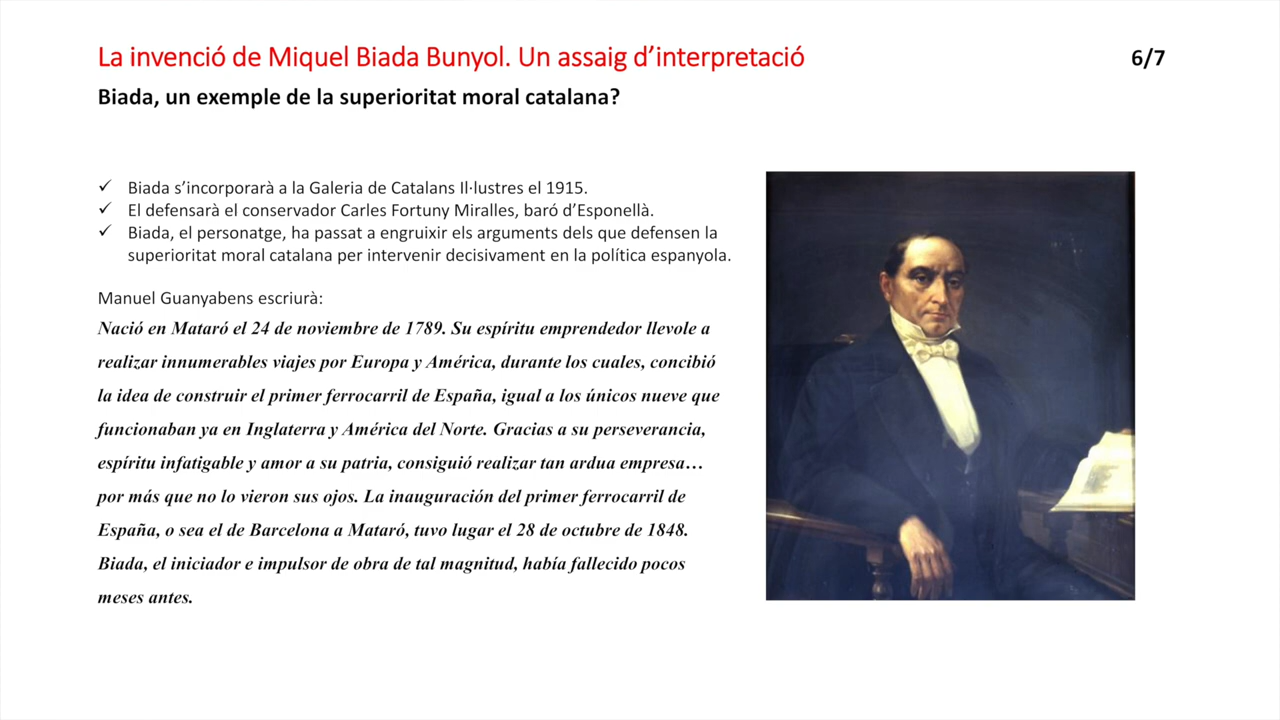 La invenció de Miquel Biada Bunyol. Un assaig d’interpretació
6/7
Biada, un exemple de la superioritat moral catalana?
✓ Biada s’incorporarà a la Galeria de Catalans Il·lustres el 1915.
✓ El defensarà el conservador Carles Fortuny Miralles, baró d’Esponellà.
✓ Biada, el personatge, ha passat a engruixir els arguments dels que defensen la
superioritat moral catalana per intervenir decisivament en la política espanyola.
Manuel Guanyabens escriurà:
Nació en Mataró el 24 de noviembre de 1789. Su espíritu emprendedor llevole a
realizar innumerables viajes por Europa y América, durante los cuales, concibió
la idea de construir el primer ferrocarril de España, igual a los únicos nueve que
funcionaban ya en Inglaterra y América del Norte. Gracias a su perseverancia,
espíritu infatigable y amor a su patria, consiguió realizar tan ardua empresa…
por más que no lo vieron sus ojos. La inauguración del primer ferrocarril de
España, o sea el de Barcelona a Mataró, tuvo lugar el 28 de octubre de 1848.
Biada, el iniciador e impulsor de obra de tal magnitud, había fallecido pocos
meses antes.